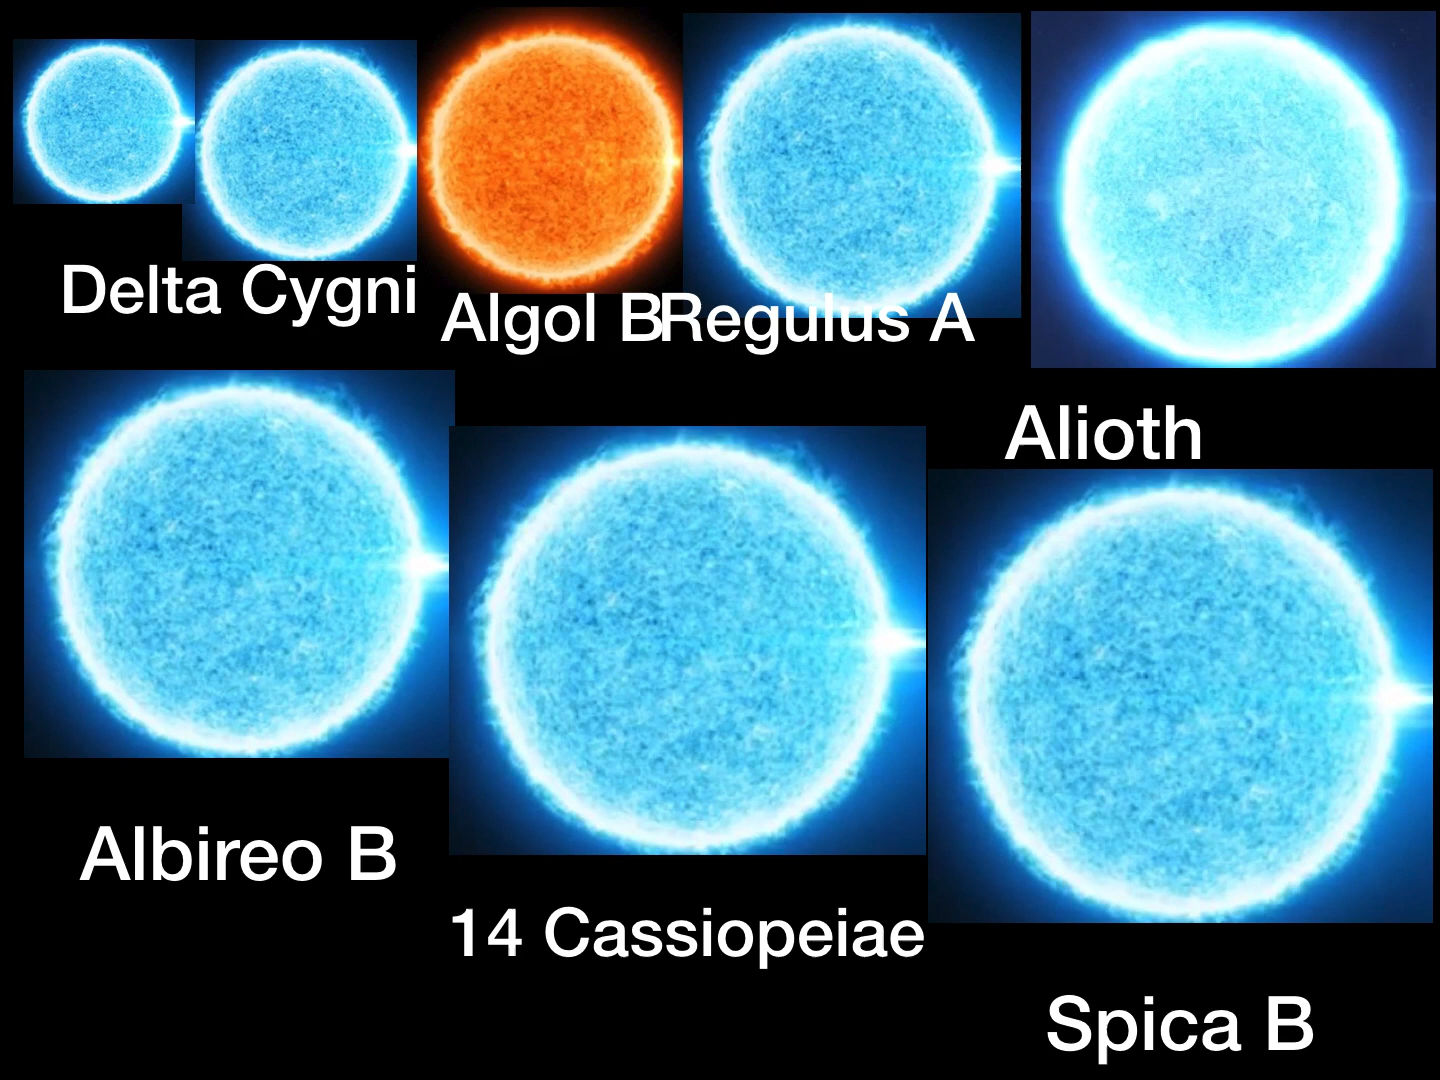 Delta Cygni
Algol B
Regulus A
Alioth
Albireo B
14 Cassiopeiae
Spica B